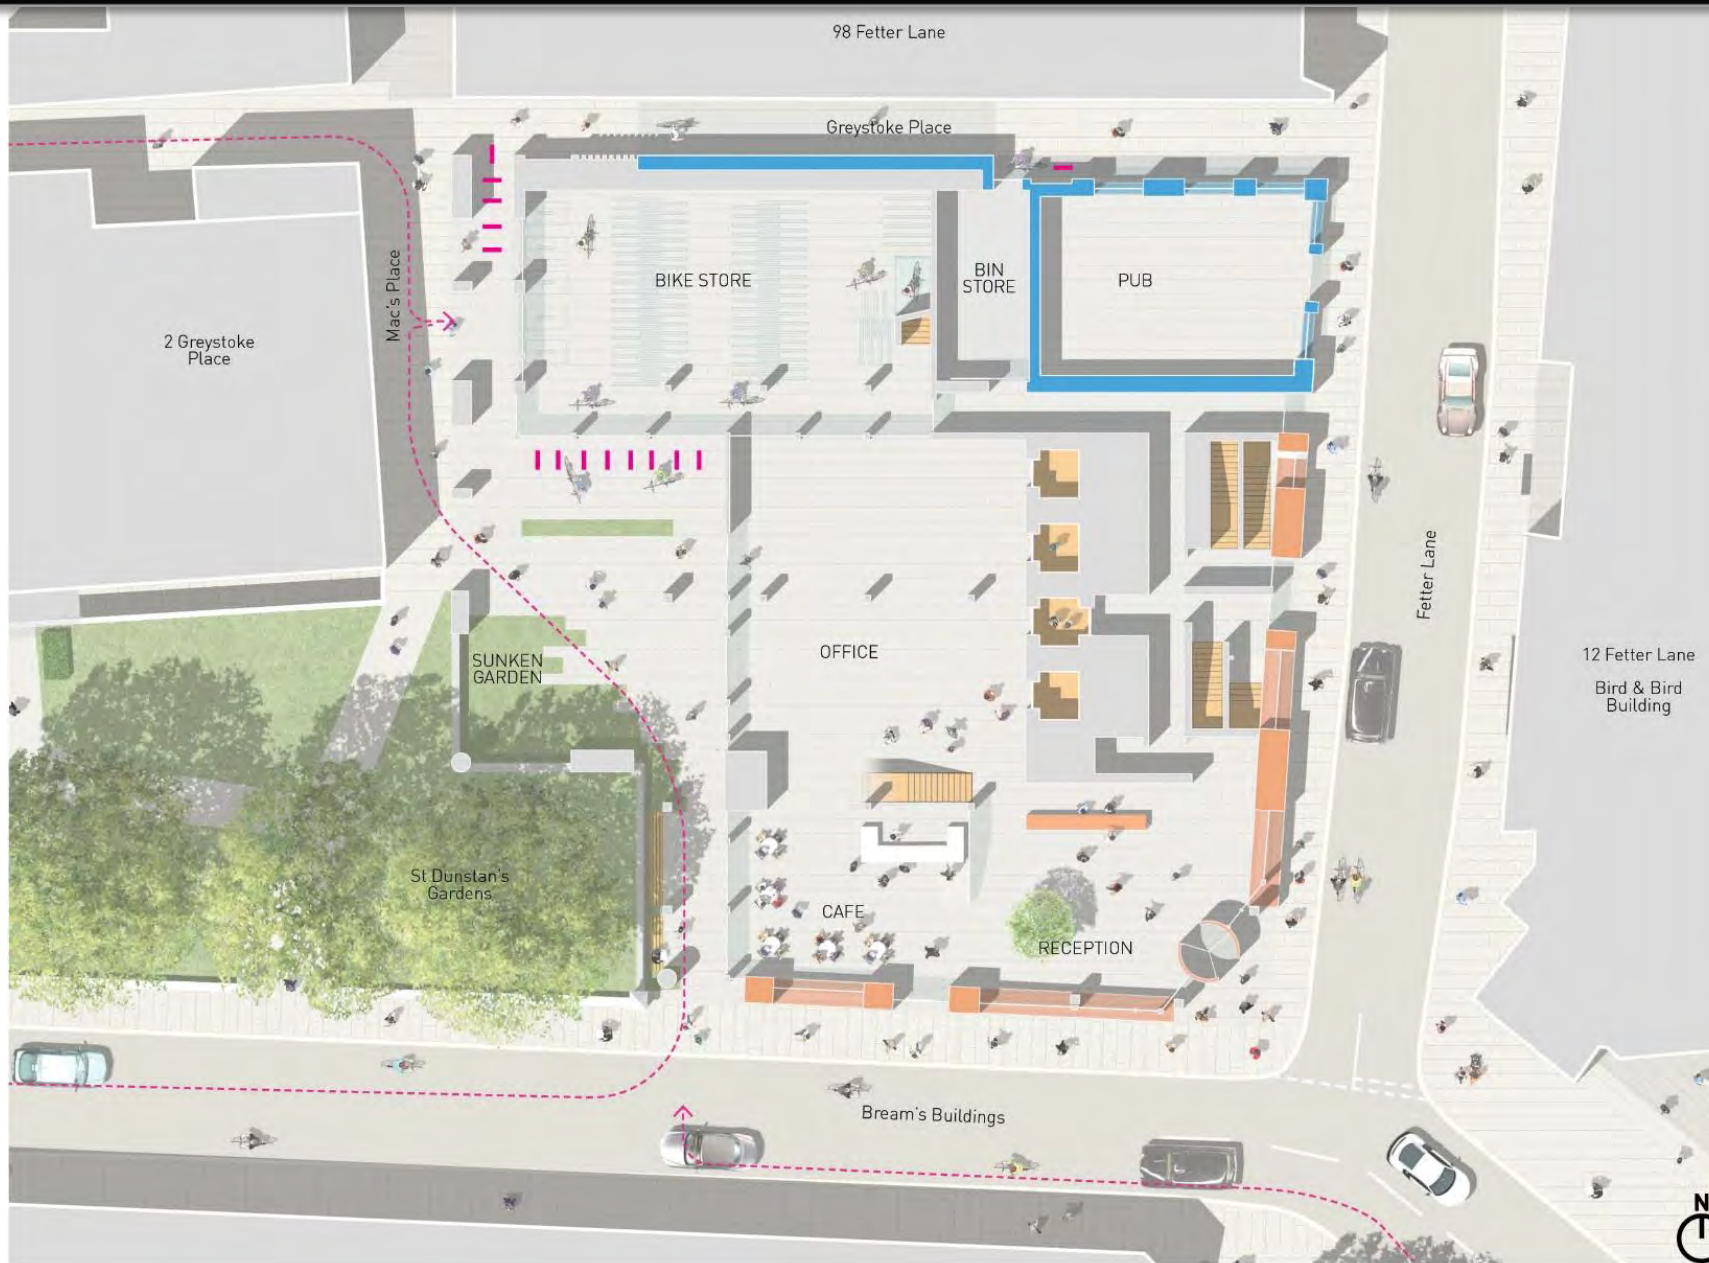 98 Fetter Lane
Greystoke Place
Mac's Place
BIKE STORE
BIN
STORE
PUB
2 Greystoke
Place
Fetter Lane
SUNKEN
GARDEN
OFFICE
12 Fetter Lane
Bird & Bird
Building
St Dunstan's
Gardens
CAFE
RECEPTION
Bream's Buildings
N